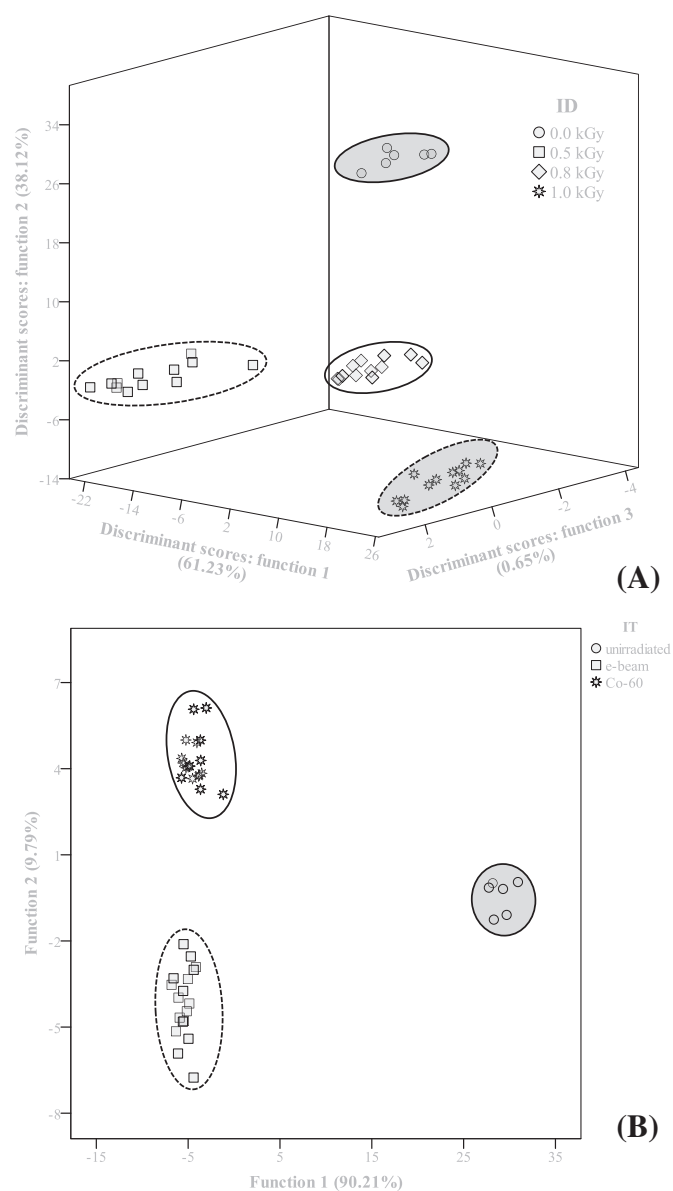 ID
0.0 kGy
0.5 kGy
0.8 kGy
1.0 kGy
Discriminant scores: function 2 (38.12%)
34
26
18
10
2
-6
-14
-22
-14
-6
2
10
18
26
Discriminant scores: function 1
(61.23%)
2
0
-2
-4
Discriminant scores: function 3
(0.65%)
(A)
IT
unirradiated
e-beam
Co-60
Function 2 (9.79%)
7
4
1
-2
-5
-8
-15
-5
5
15
25
35
Function 1 (90.21%)
(B)